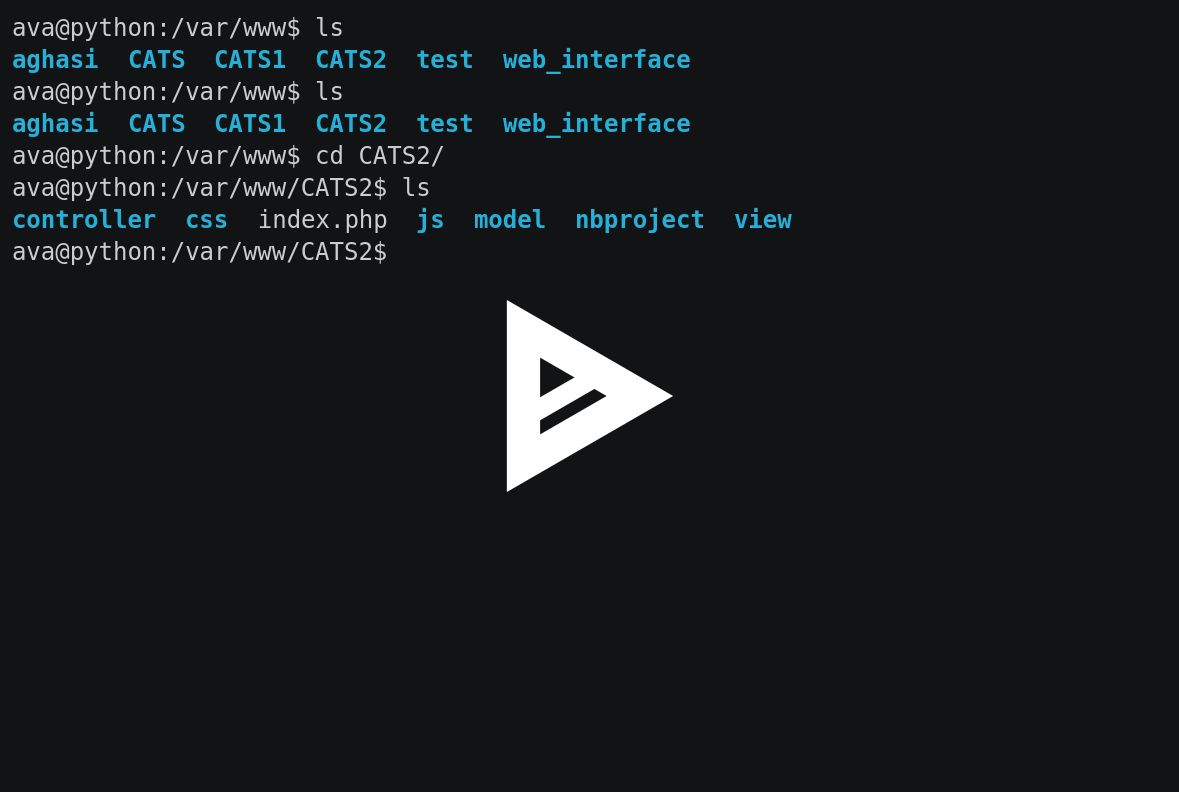 ava@python:/var/www$ ls
aghasi  CATS  CATS1  CATS2  test  web_interface
ava@python:/var/www$ ls
aghasi  CATS  CATS1  CATS2  test  web_interface
ava@python:/var/www$ cd CATS2/
ava@python:/var/www/CATS2$ ls
controller  css  index.php  js  model  nbproject  view
ava@python:/var/www/CATS2$